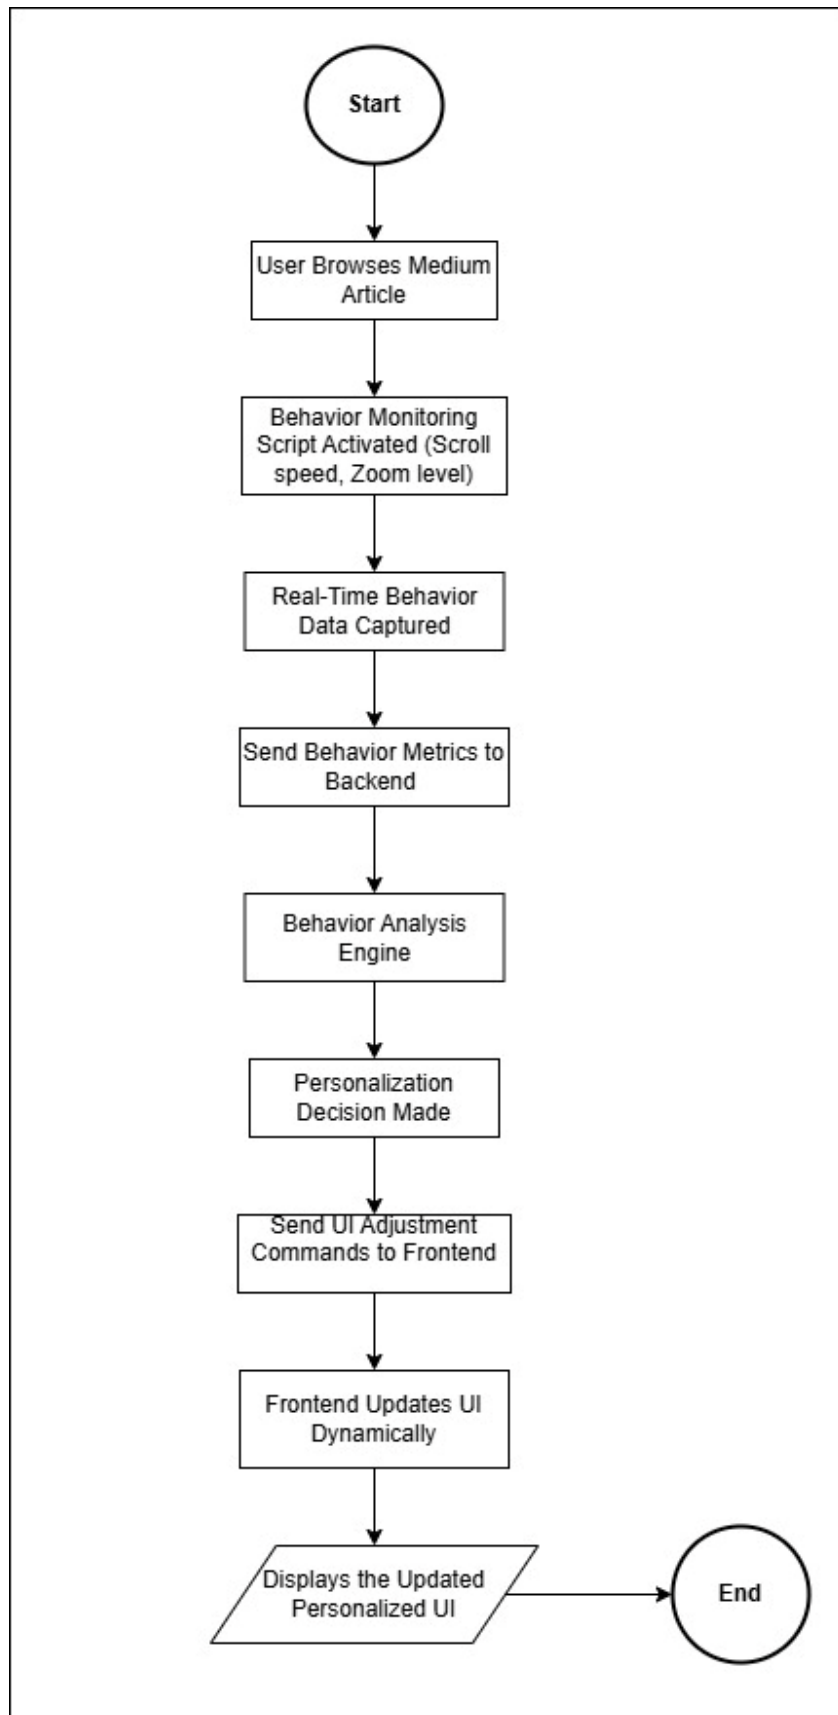 Start
User Browses Medium
Article
Behavior Monitoring
Script Activated (Scroll
speed, Zoom level)
Real-Time Behavior
Data Captured
Send Behavior Metrics to
Backend
Behavior Analysis
Engine
Personalization
Decision Made
Send UI Adjustment
Commands to Frontend
Frontend Updates UI
Dynamically
Displays the Updated
Personalized UI
End